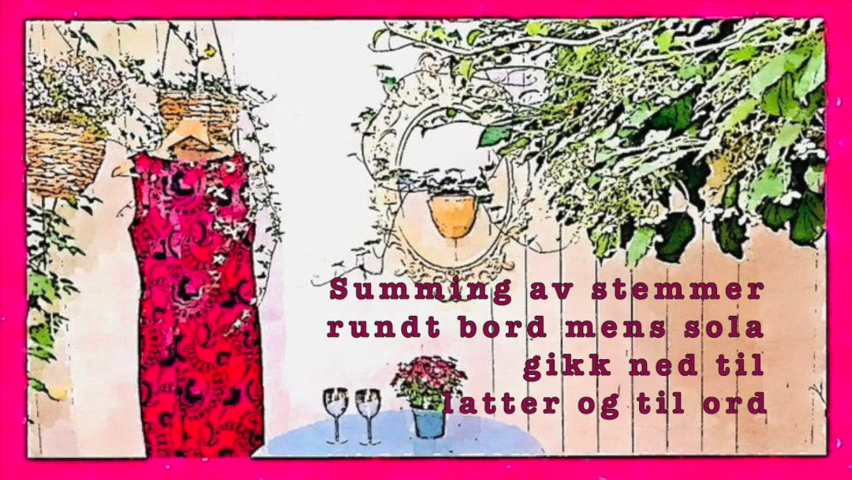 Summing av stemmer
rundt bord mens sola
gikk ned til
latter og til ord